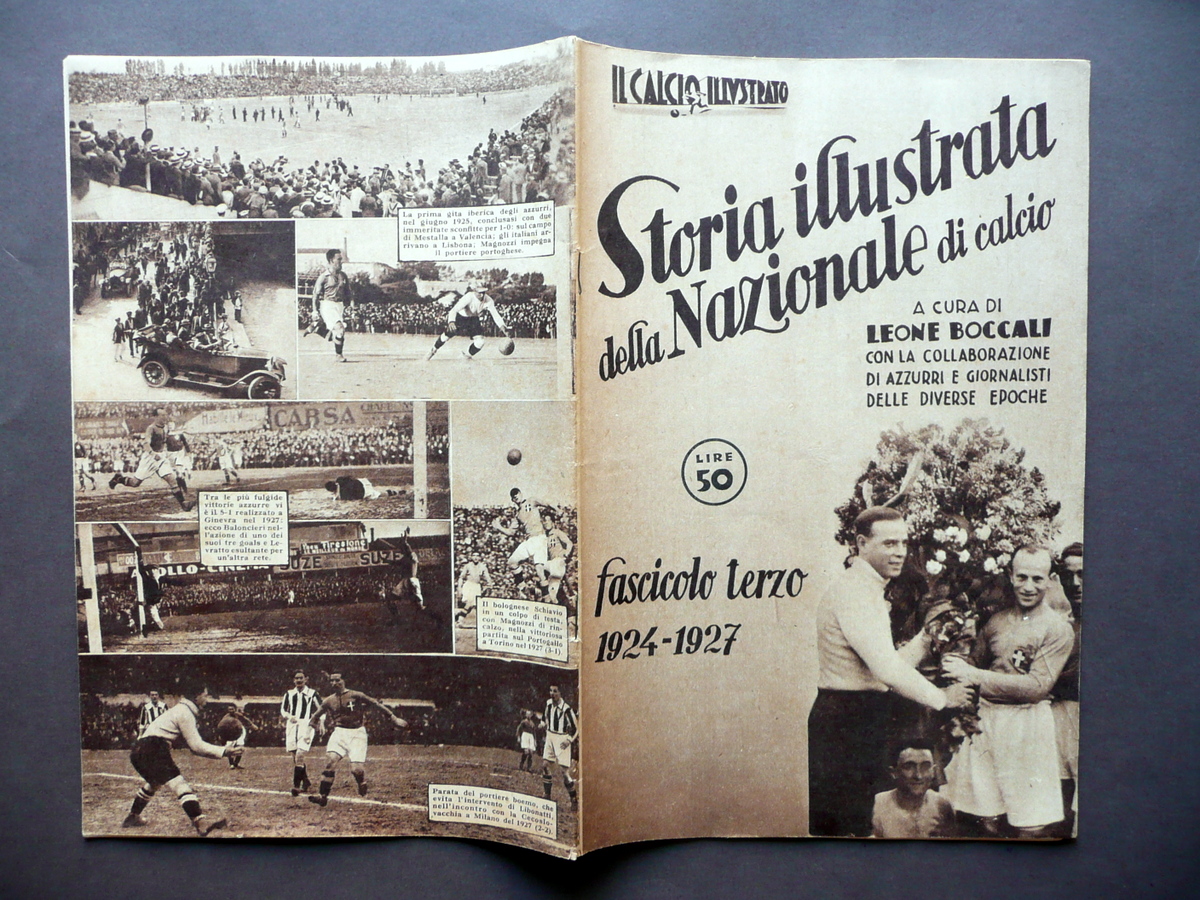 La prima gita iberica degli azzurri,
nel giugno 1925, conclusasi con due
immeritate sconfitte per 1-0: sul campo
di Mestalla a Valencia; gli italiani ar-
rivano a Lisbona; Magnozzi impegna
il portiere portoghese.
CARSA
Tra le più fulgide
vittorie azzurre vi
è il 5-1 realizzato a
Ginevra nel 1927:
ecco Baloncieri nel-
l'azione di uno dei
suoi tre goals e Le-
vratto esultante per
un'altra rete.
Firestone
SUZE
SUZE
Il bolognese Schiavio
in un colpo di testa,
con Magnozzi di rin-
calzo, nella vittoriosa
partita sul Portogallo
a Torino nel 1927 (3-1)
Parata del portiere boemo, che
evita l'intervento di Libonatti,
nell'incontro con la Cecoslo-
vacchia a Milano del 1927 (2-2).
IL CALCIO ILLVSTRATO
Storia illustrata
della Nazionale di calcio
A CURA DI
LEONE BOCCALI
CON LA COLLABORAZIONE
DI AZZURRI E GIORNALISTI
DELLE DIVERSE EPOCHE
LIRE
50
fascicolo terzo
1924-1927